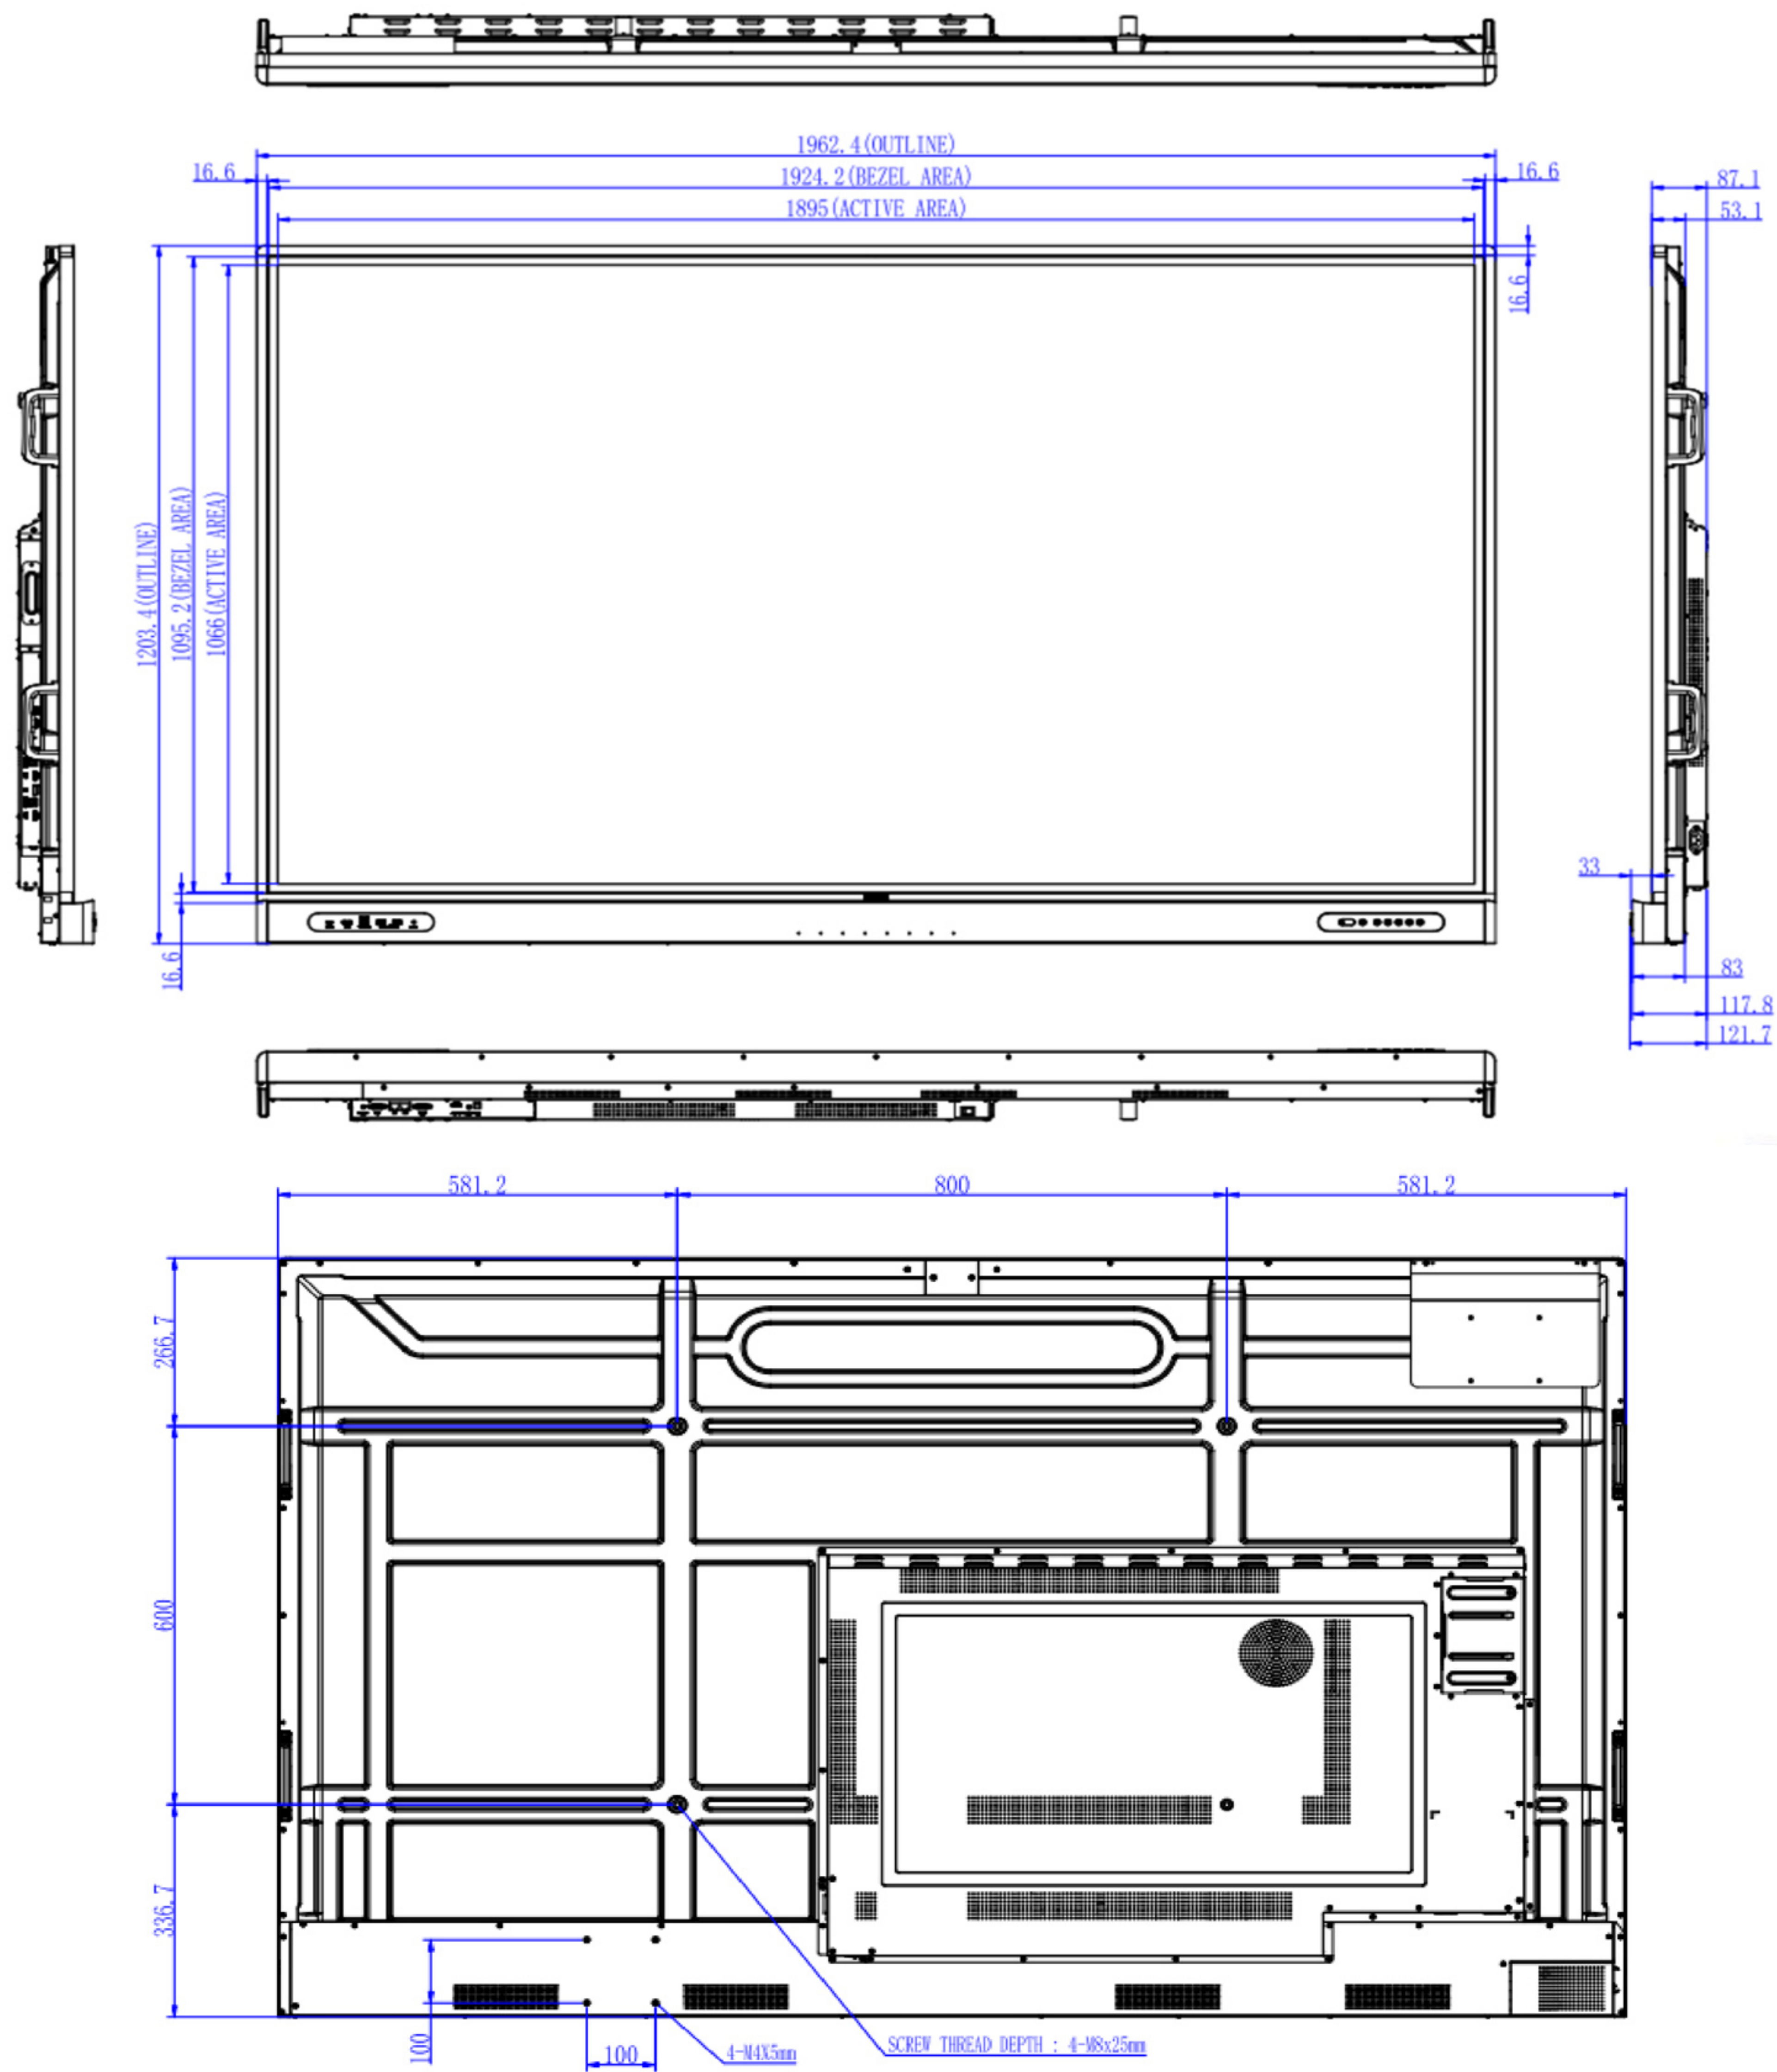 1962.4(OUTLINE)
16.6
1924.2(BEZEL AREA)
16.6
87.1
1895(ACTIVE AREA)
53.1
16.6
1203.4(OUTLINE)
1095.2(BEZEL AREA)
1066(ACTIVE AREA)
33
16.6
83
117.8
121.7
581.2
800
581.2
266.7
600
336.7
100
100
4-M4X5mm
SCREW THREAD DEPTH : 4-M8x25mm